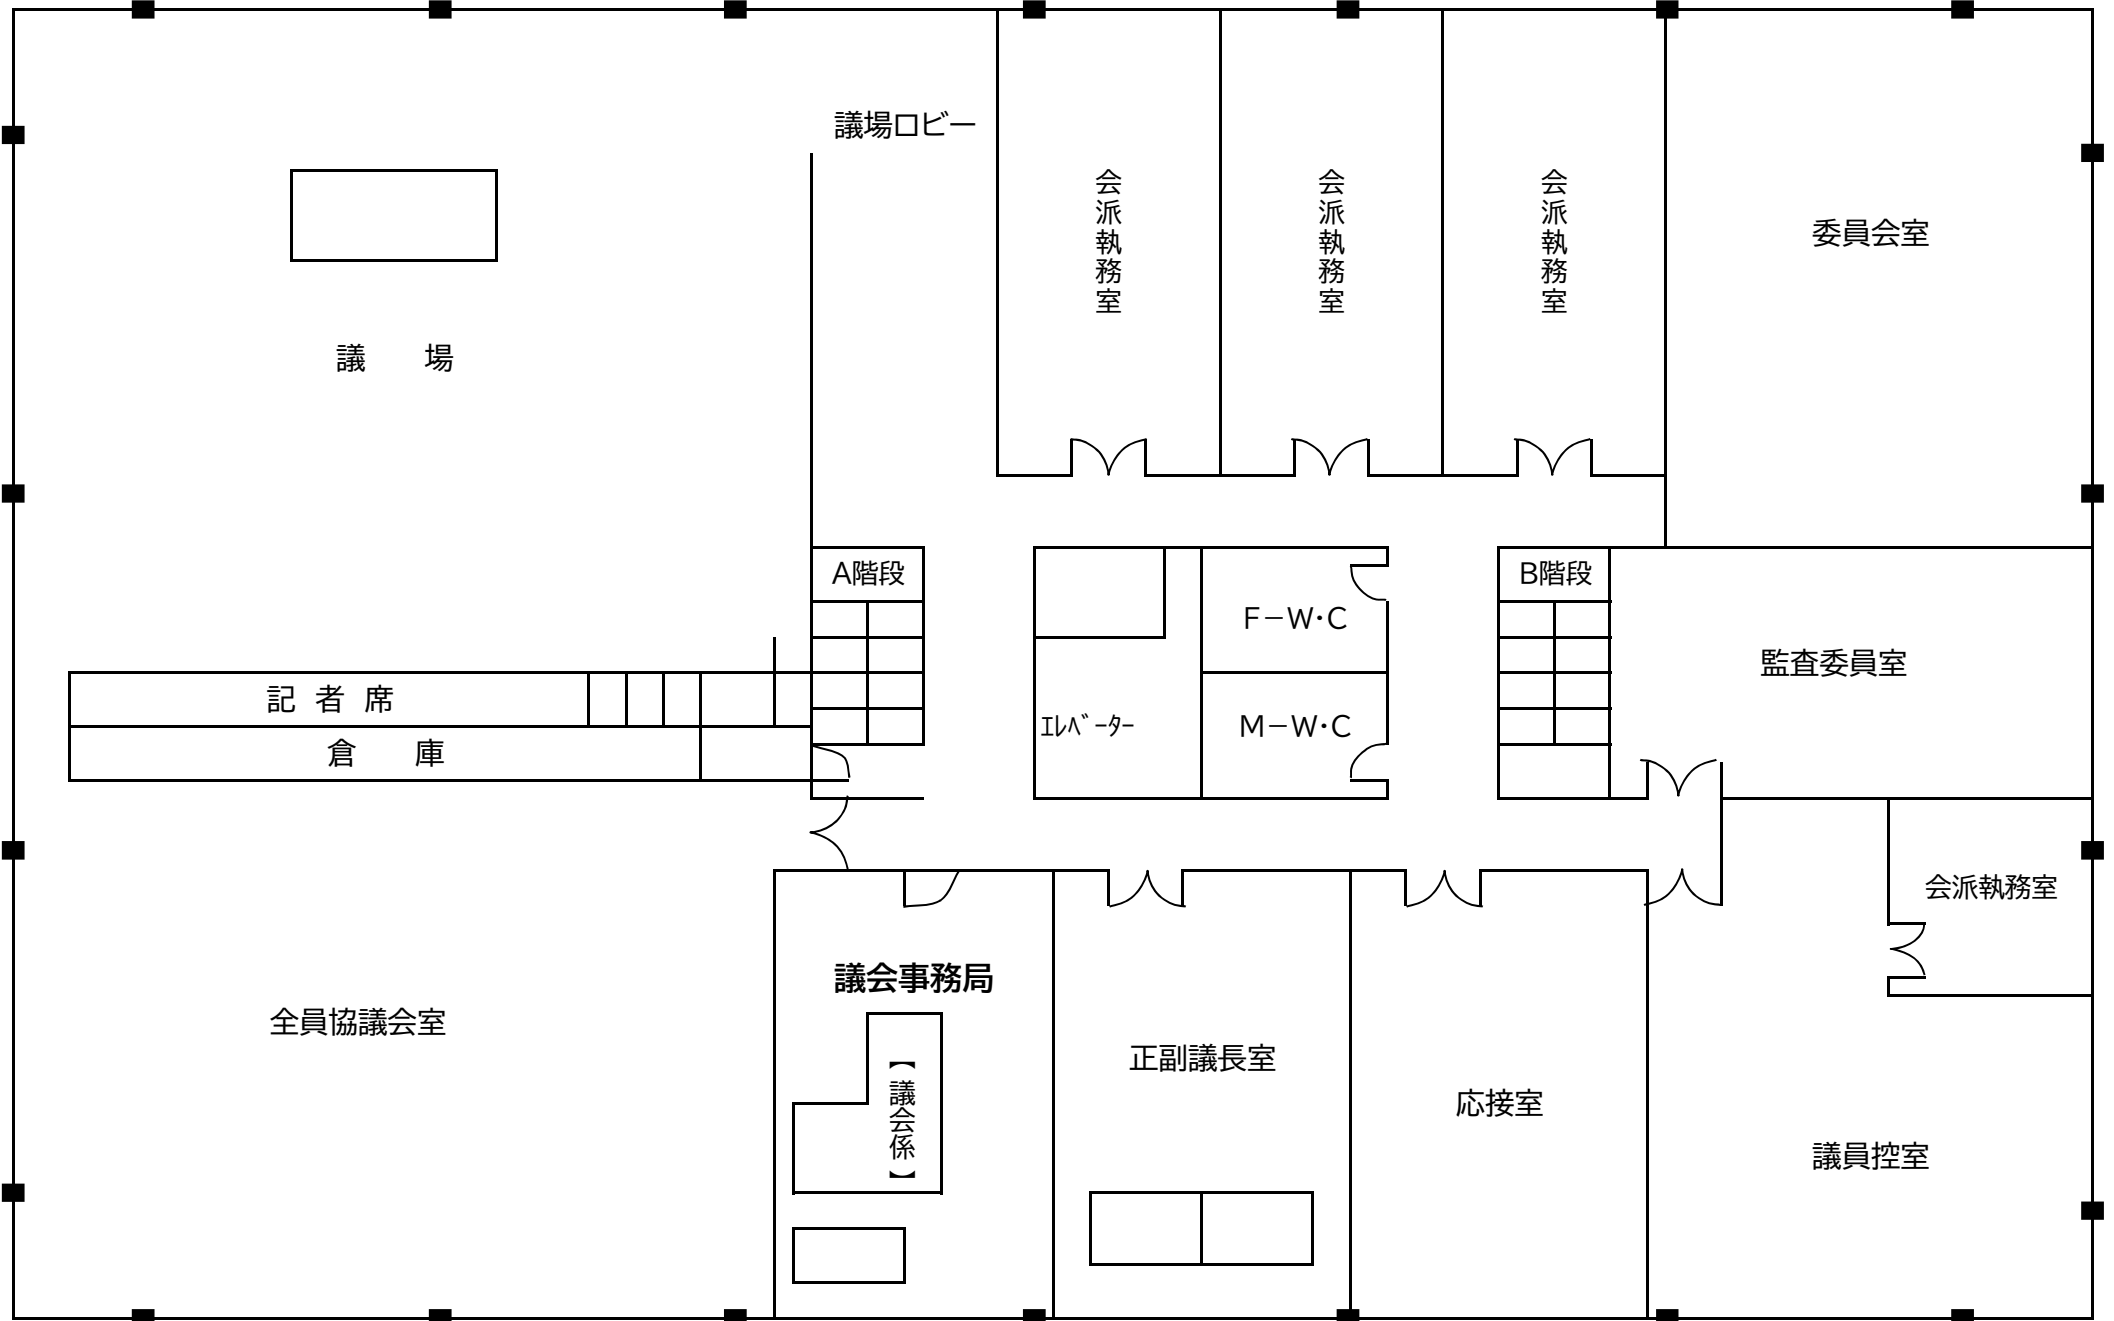 議場ロビー
会派執務室
会派執務室
会派執務室
委員会室
議　　場
A階段
F－W・C
B階段
監査委員室
記 者 席
ｴﾚﾍﾞｰﾀｰ
M－W・C
倉　　庫
会派執務室
議会事務局
全員協議会室
【議会係】
正副議長室
応接室
議員控室